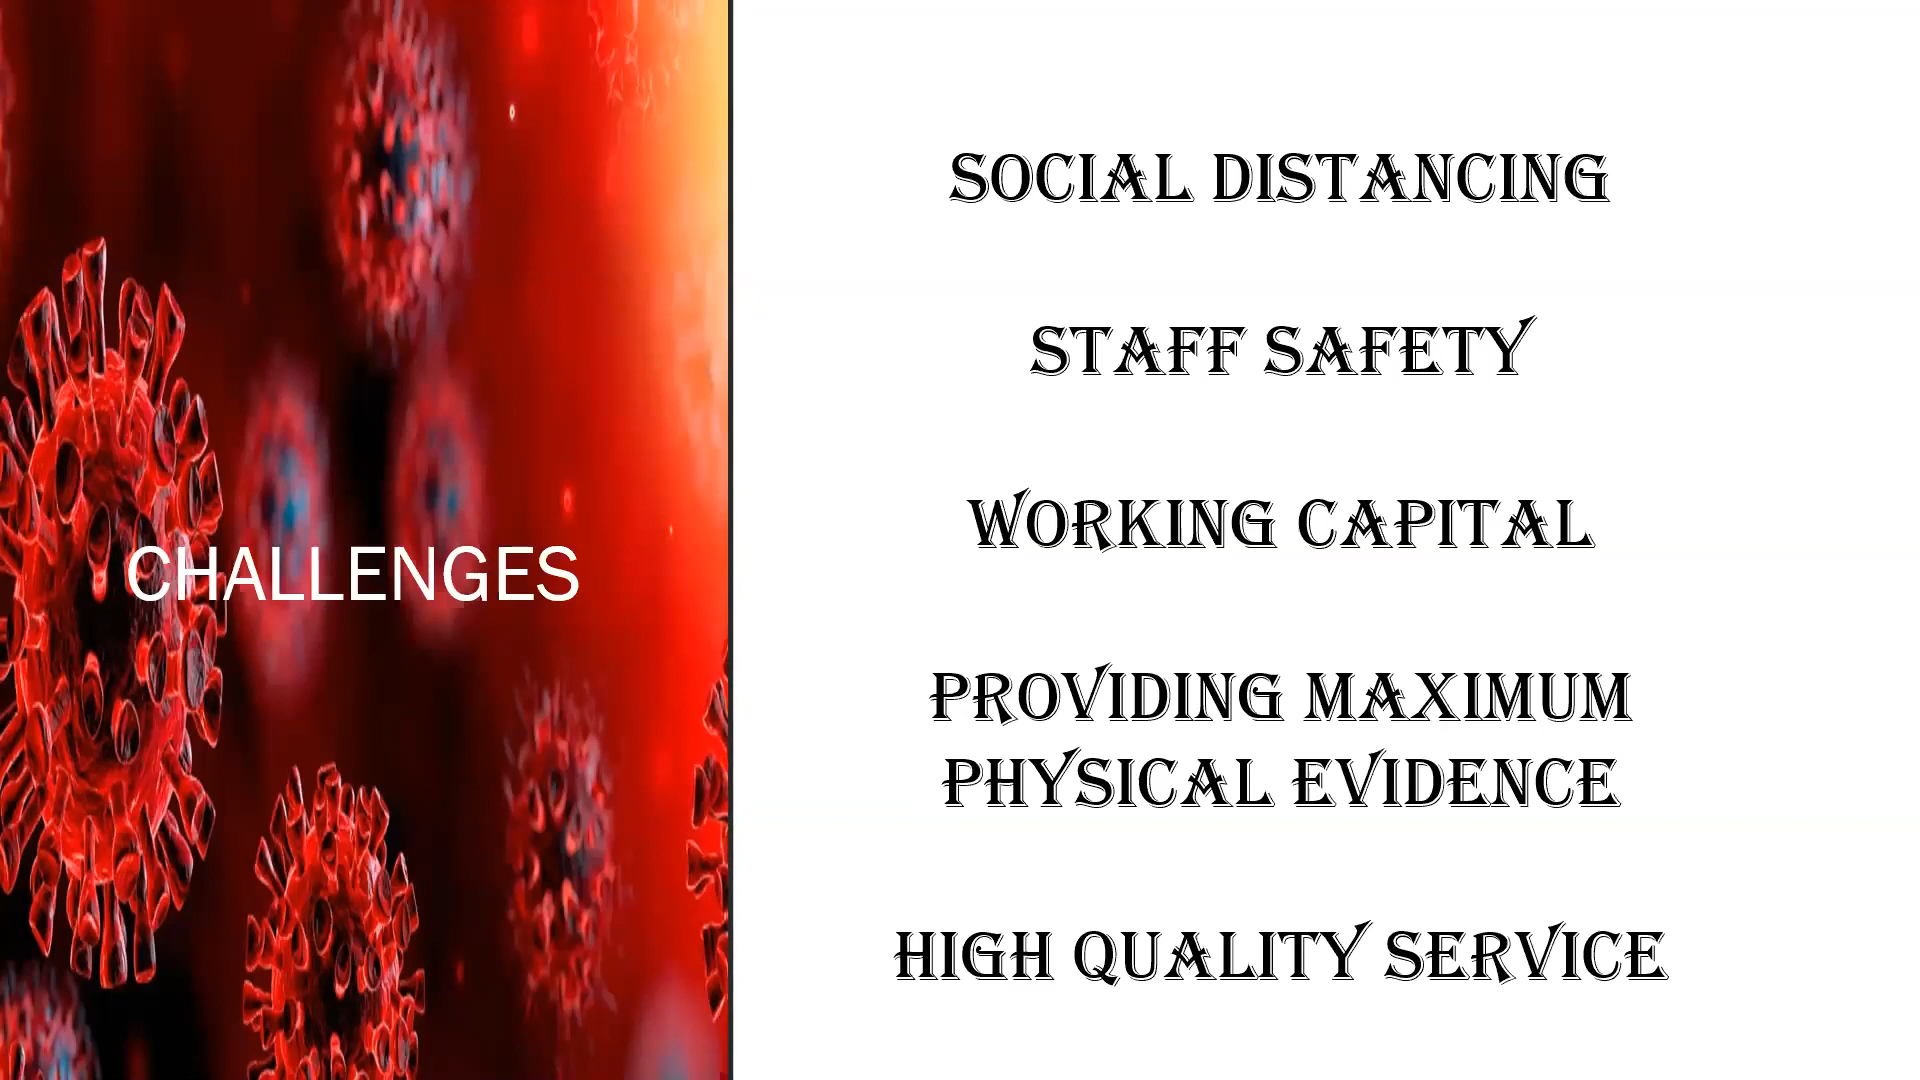 CHALLENGES
SOCIAL DISTANCING
STAFF SAFETY
WORKING CAPITAL
PROVIDING MAXIMUM
PHYSICAL EVIDENCE
HIGH QUALITY SERVICE